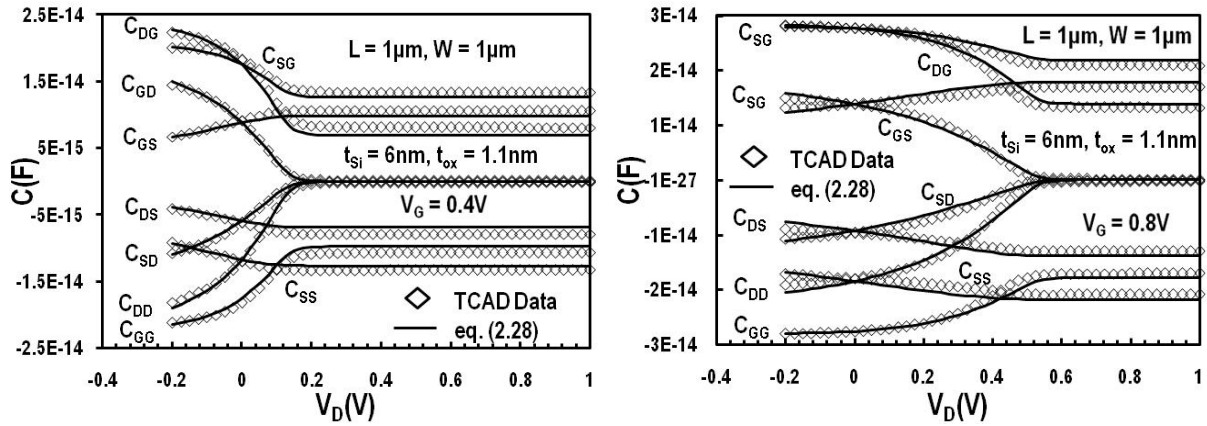 2.5E-14
1.5E-14
5E-15
-5E-15
-1.5E-14
-2.5E-14
C(F)
C_DG
C_SG
C_GD
C_GS
C_DS
C_SD
C_DD
C_GG
C_SS
L = 1µm, W = 1µm
t_Si = 6nm, t_ox = 1.1nm
V_G = 0.4V
TCAD Data
eq. (2.28)
-0.4 -0.2 0 0.2 0.4 0.6 0.8 1
V_D(V)
3E-14
2E-14
1E-14
-1E-27
-1E-14
-2E-14
-3E-14
C(F)
C_SG
C_DG
C_SG
C_GS
C_SD
C_DS
C_SS
C_DD
C_GG
L = 1µm, W = 1µm
t_Si = 6nm, t_ox = 1.1nm
TCAD Data
eq. (2.28)
V_G = 0.8V
-0.4 -0.2 0 0.2 0.4 0.6 0.8 1
V_D(V)